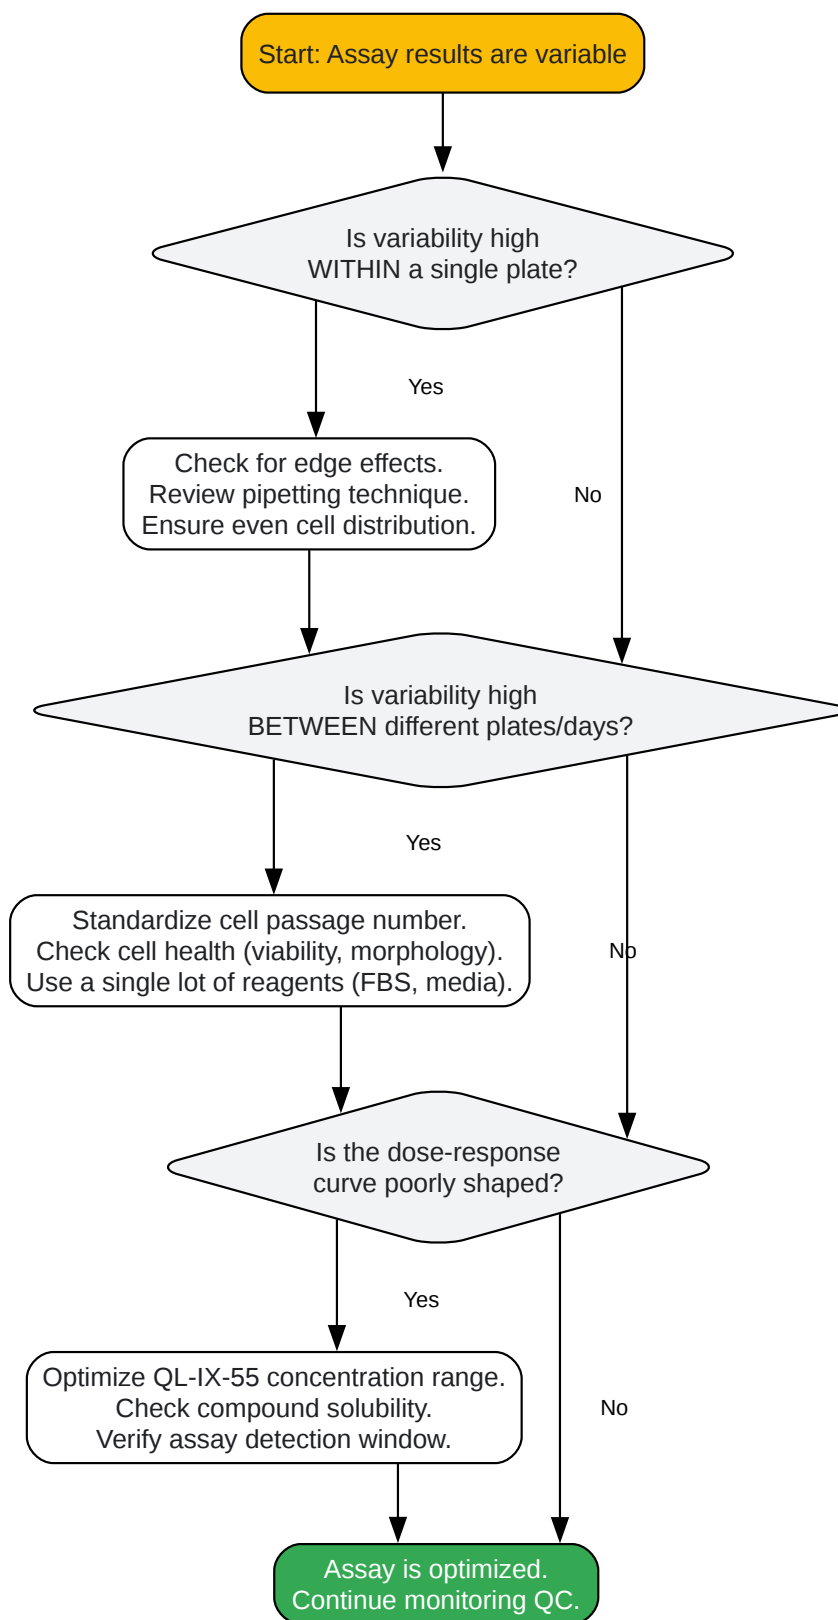 Start: Assay results are variable
Is variability high
WITHIN a single plate?
Yes
Check for edge effects.
Review pipetting technique.
Ensure even cell distribution.
No
Is variability high
BETWEEN different plates/days?
Yes
Standardize cell passage number.
Check cell health (viability, morphology).
Use a single lot of reagents (FBS, media).
No
Is the dose-response
curve poorly shaped?
Yes
Optimize QL-IX-55 concentration range.
Check compound solubility.
Verify assay detection window.
No
Assay is optimized.
Continue monitoring QC.